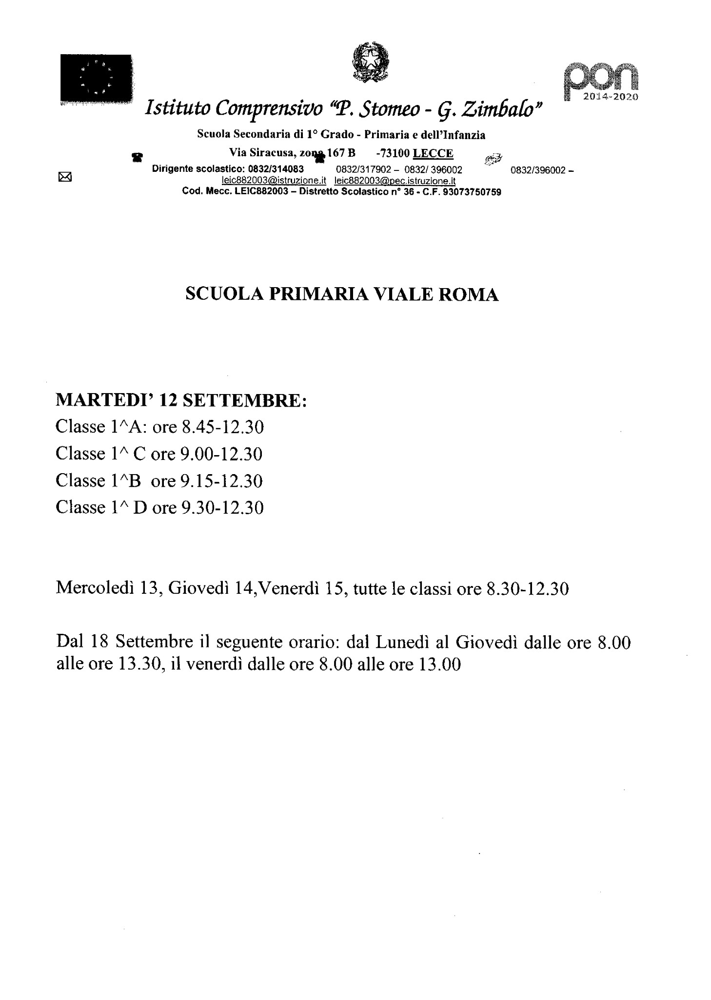 pon
2014-2020
Istituto Comprensivo “P. Stomeo - G. Zimbalo”
Scuola Secondaria di 1° Grado - Primaria e dell’Infanzia
Via Siracusa, zona 167 B -73100 LECCE
Dirigente scolastico: 0832/314083 0832/317902 – 0832/ 396002 0832/396002 –
leic882003@istruzione.it leic882003@pec.istruzione.it
Cod. Mecc. LEIC882003 – Distretto Scolastico n° 36 - C.F. 93073750759
SCUOLA PRIMARIA VIALE ROMA
MARTEDI’ 12 SETTEMBRE:
Classe 1^A: ore 8.45-12.30
Classe 1^ C ore 9.00-12.30
Classe 1^B ore 9.15-12.30
Classe 1^ D ore 9.30-12.30
Mercoledì 13, Giovedì 14,Venerdì 15, tutte le classi ore 8.30-12.30
Dal 18 Settembre il seguente orario: dal Lunedì al Giovedì dalle ore 8.00
alle ore 13.30, il venerdì dalle ore 8.00 alle ore 13.00